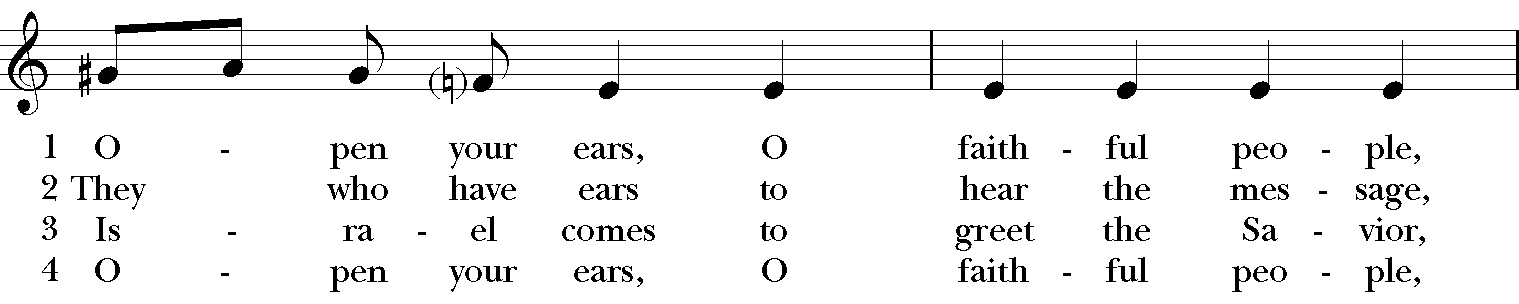 1 O - pen your ears, O faith - ful peo - ple,
2 They who have ears to hear the mes - sage,
3 Is - ra - el comes to greet the Sa - vior,
4 O - pen your ears, O faith - ful peo - ple,